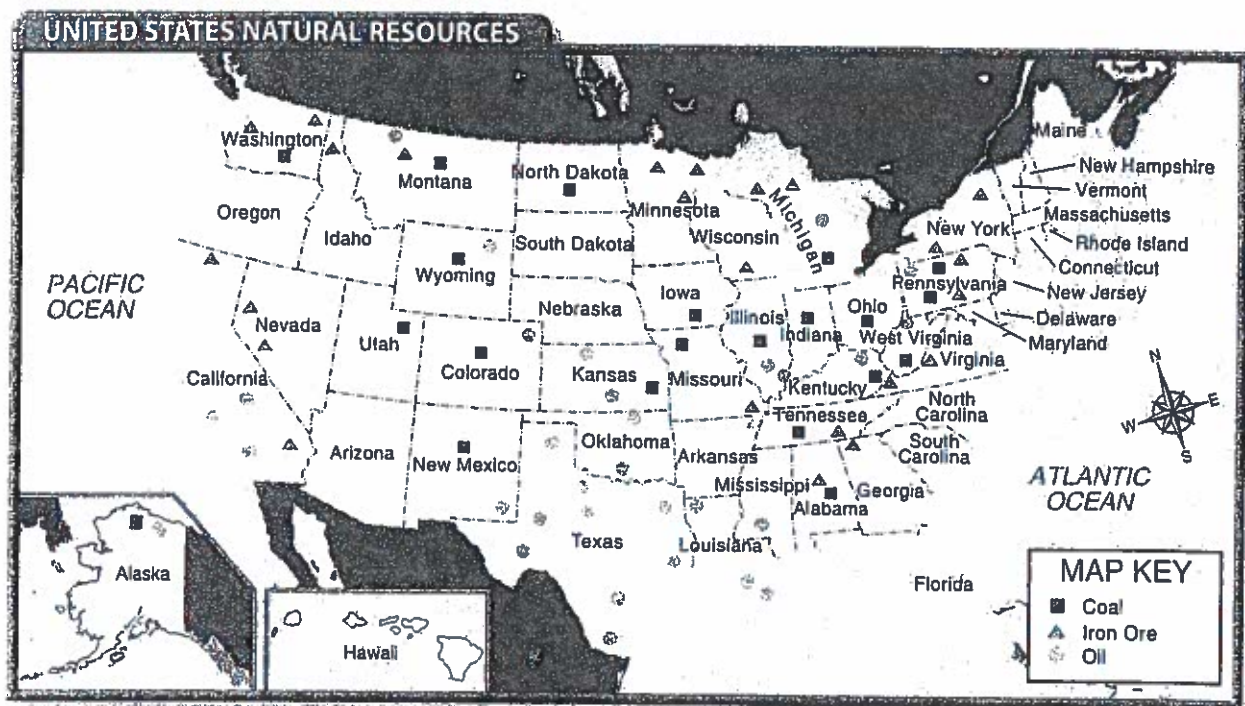 UNITED STATES NATURAL RESOURCES
Washington
Montana
North Dakota
Minnesota
Michigan
Maine
New Hampshire
Vermont
Massachusetts
Rhode Island
Connecticut
New Jersey
Delaware
Maryland
Oregon
Idaho
South Dakota
Wisconsin
New York
Wyoming
Pennsylvania
PACIFIC
OCEAN
Nevada
Utah
Nebraska
Iowa
Illinois
Indiana
Ohio
West Virginia
Virginia
California
Colorado
Kansas
Missouri
Kentucky
North
Carolina
Tennessee
Arizona
New Mexico
Oklahoma
Arkansas
South
Carolina
Mississippi
Alabama
Georgia
Texas
Louisiana
Florida
ATLANTIC
OCEAN
N
E
W
S
Alaska
Hawaii
MAP KEY
Coal
Iron Ore
Oil